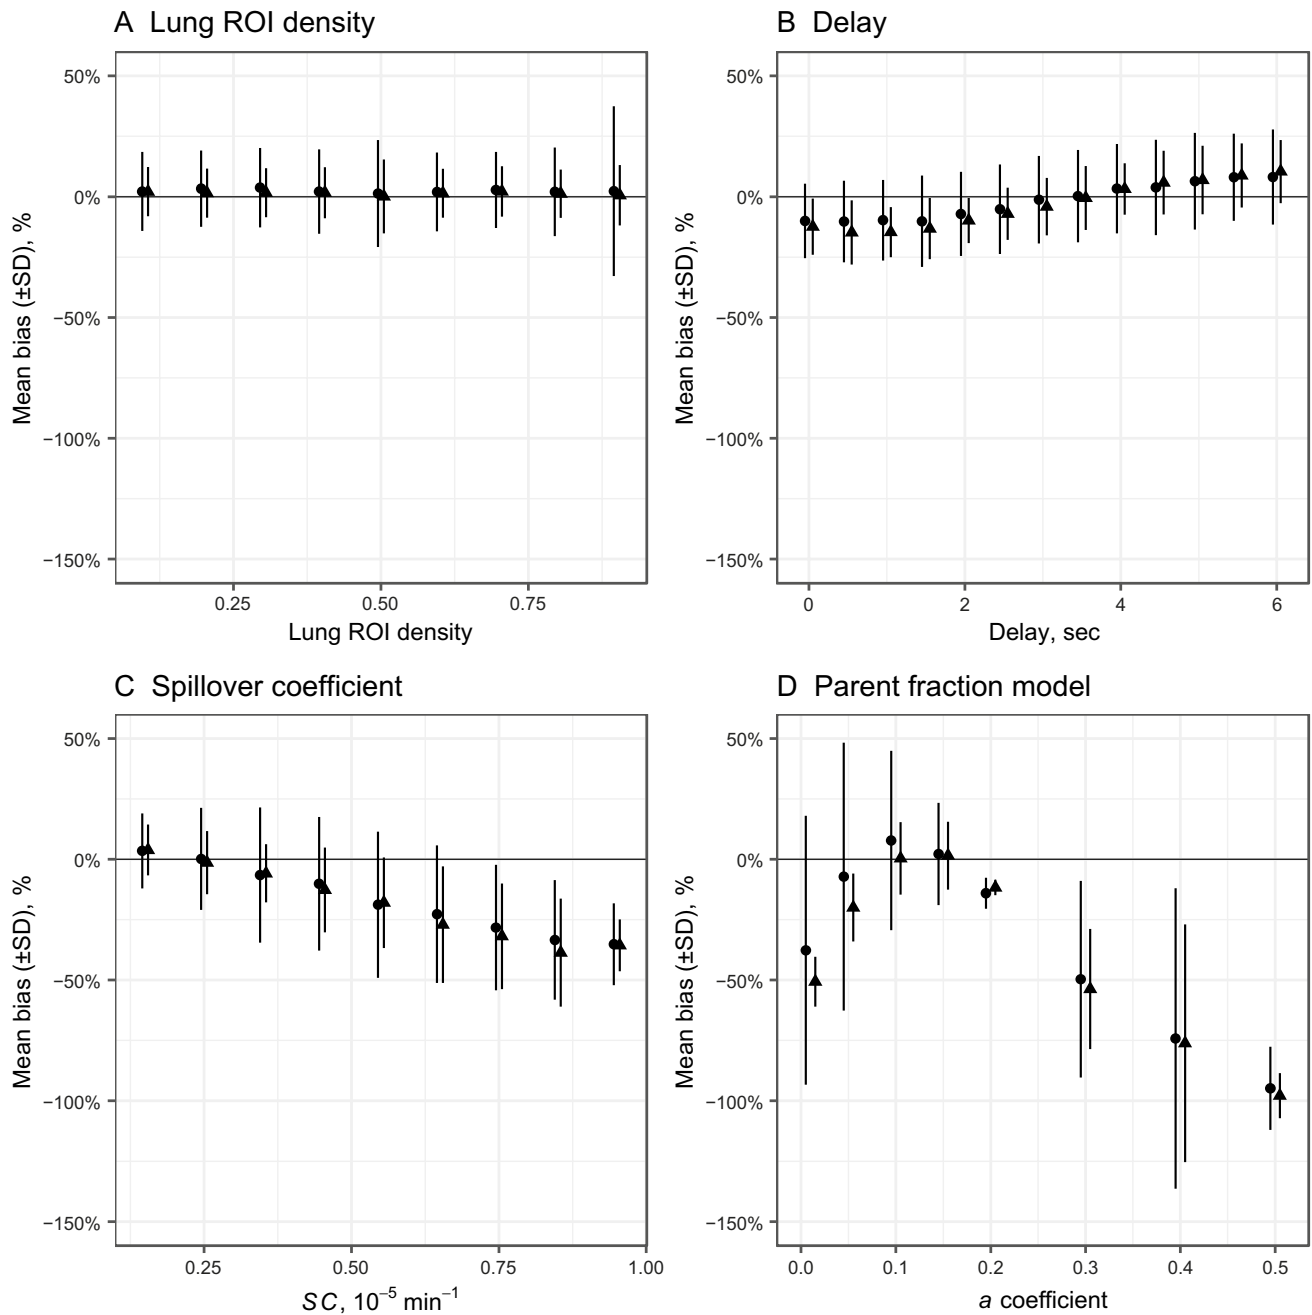 A Lung ROI density
50%
0%
−50%
−100%
−150%
Mean bias (±SD), %
0.25 0.50 0.75
Lung ROI density
B Delay
50%
0%
−50%
−100%
−150%
Mean bias (±SD), %
0 2 4 6
Delay, sec
C Spillover coefficient
50%
0%
−50%
−100%
−150%
Mean bias (±SD), %
0.25 0.50 0.75 1.00
SC, 10⁻⁵ min⁻¹
D Parent fraction model
50%
0%
−50%
−100%
−150%
Mean bias (±SD), %
0.0 0.1 0.2 0.3 0.4 0.5
a coefficient